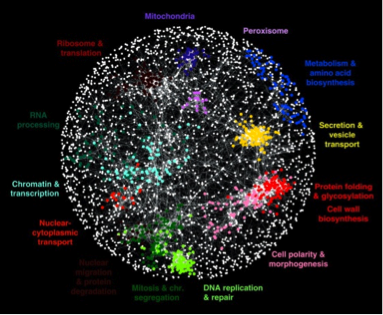 Mitochondria
Peroxisome
Ribosome &
translation
Metabolism &
amino acid
biosynthesis
RNA
processing
Secretion &
vesicle
transport
Chromatin &
transcription
Protein folding
& glycosylation
Cell wall
biosynthesis
Nuclear-
cytoplasmic
transport
Cell polarity &
morphogenesis
Nuclear
migration
& protein
degradation
Mitosis & chr.
segregation
DNA replication
& repair